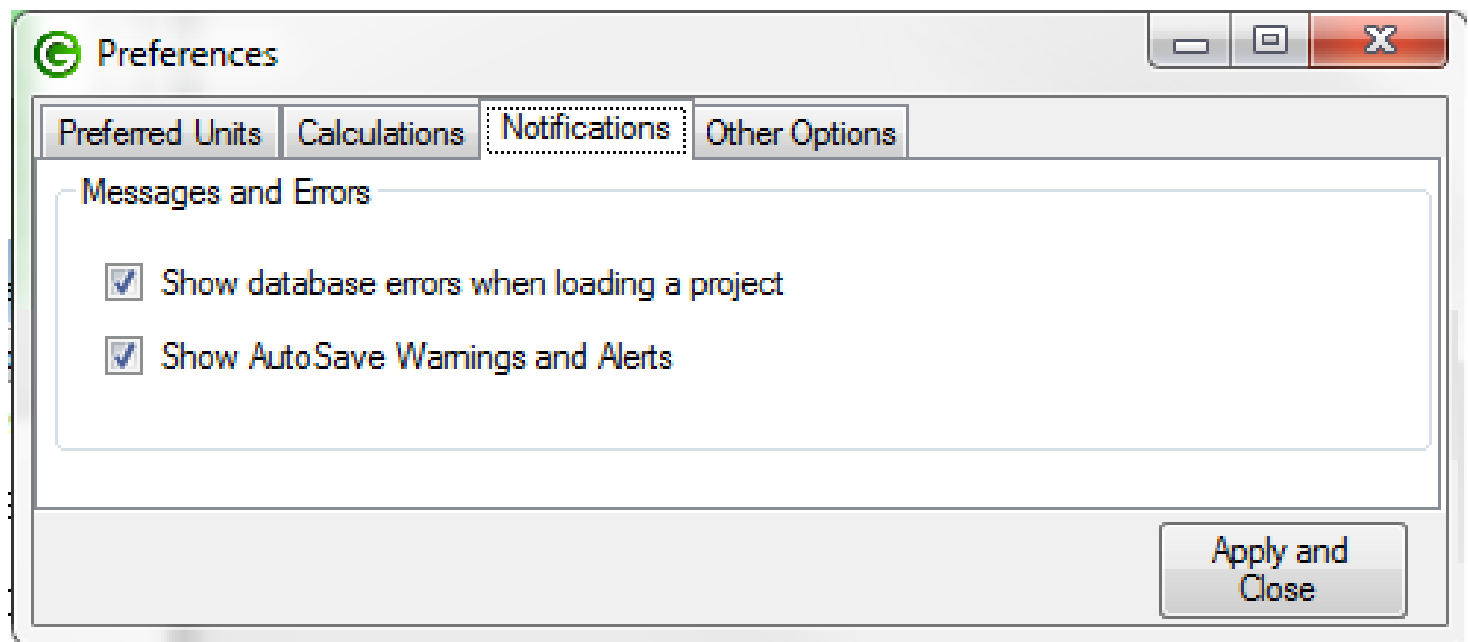 Preferences
Preferred Units Calculations Notifications Other Options
Messages and Errors
Show database errors when loading a project
Show AutoSave Warnings and Alerts
Apply and
Close